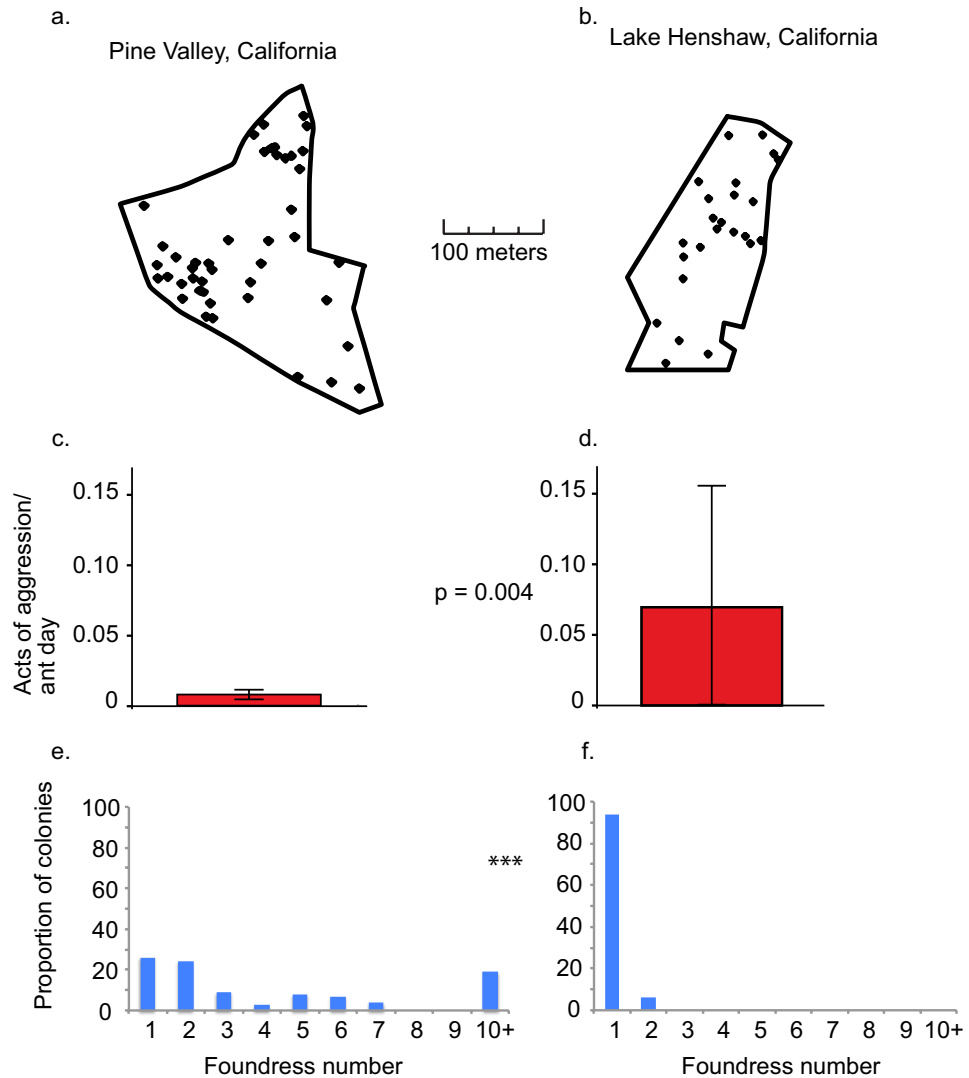 a.
Pine Valley, California
b.
Lake Henshaw, California
100 meters
c.
Acts of aggression/
ant day
0.15
0.10
0.05
0
p = 0.004
d.
0.15
0.10
0.05
0
e.
Proportion of colonies
100
80
60
40
20
0
1 2 3 4 5 6 7 8 9 10+
Foundress number
***
f.
100
80
60
40
20
0
1 2 3 4 5 6 7 8 9 10+
Foundress number